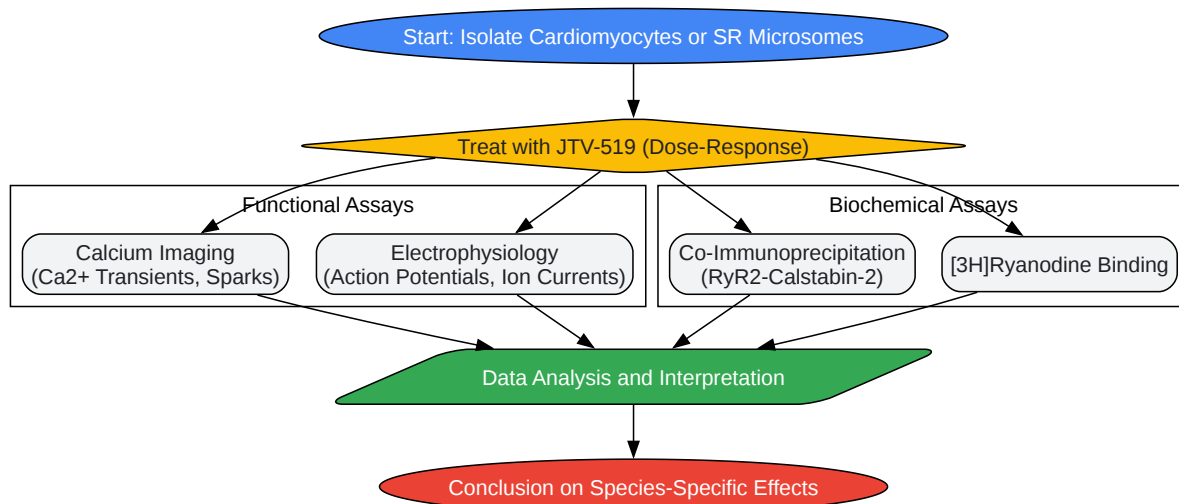 Start: Isolate Cardiomyocytes or SR Microsomes
Treat with JTV-519 (Dose-Response)
Functional Assays
Biochemical Assays
Calcium Imaging
(Ca2+ Transients, Sparks)
Electrophysiology
(Action Potentials, Ion Currents)
Co-Immunoprecipitation
(RyR2-Calstabin-2)
[3H]Ryanodine Binding
Data Analysis and Interpretation
Conclusion on Species-Specific Effects